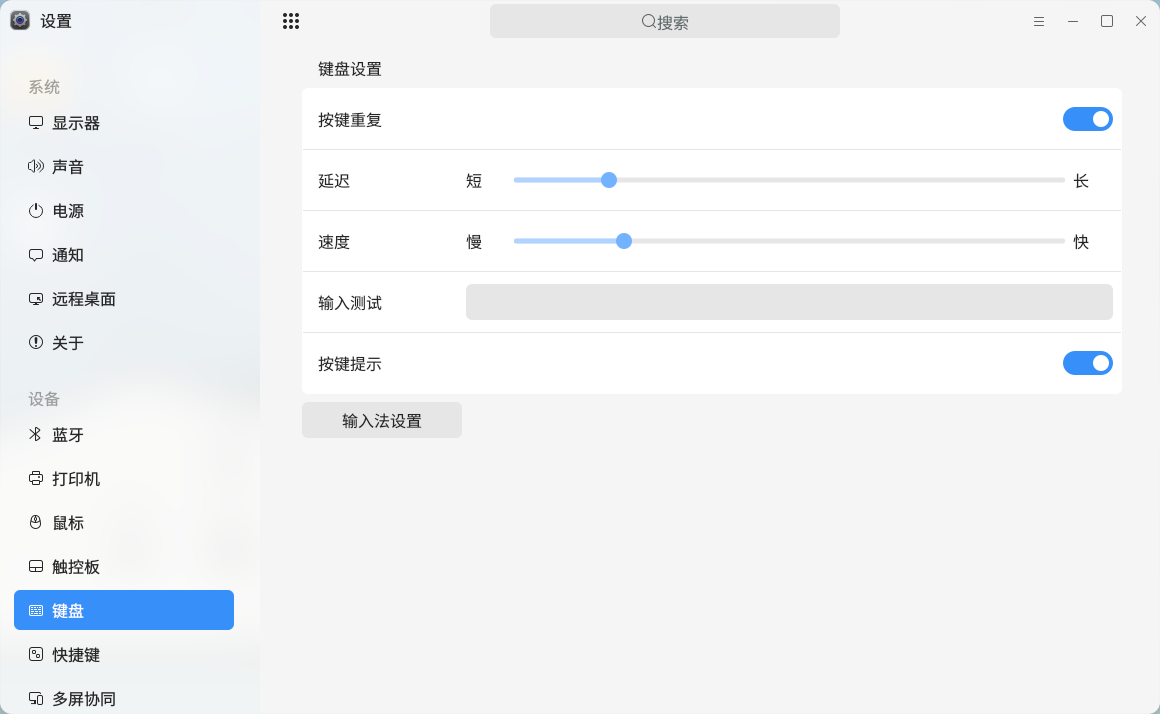 设置
搜索
系统
显示器
声音
电源
通知
远程桌面
关于
设备
蓝牙
打印机
鼠标
触控板
键盘
快捷键
多屏协同
键盘设置
按键重复
延迟 短 长
速度 慢 快
输入测试
按键提示
输入法设置